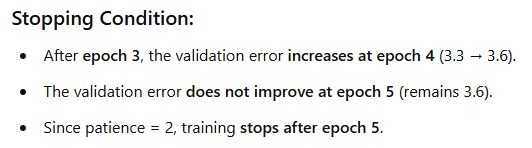 Stopping Condition:
• After epoch 3, the validation error increases at epoch 4 (3.3 → 3.6).
• The validation error does not improve at epoch 5 (remains 3.6).
• Since patience = 2, training stops after epoch 5.